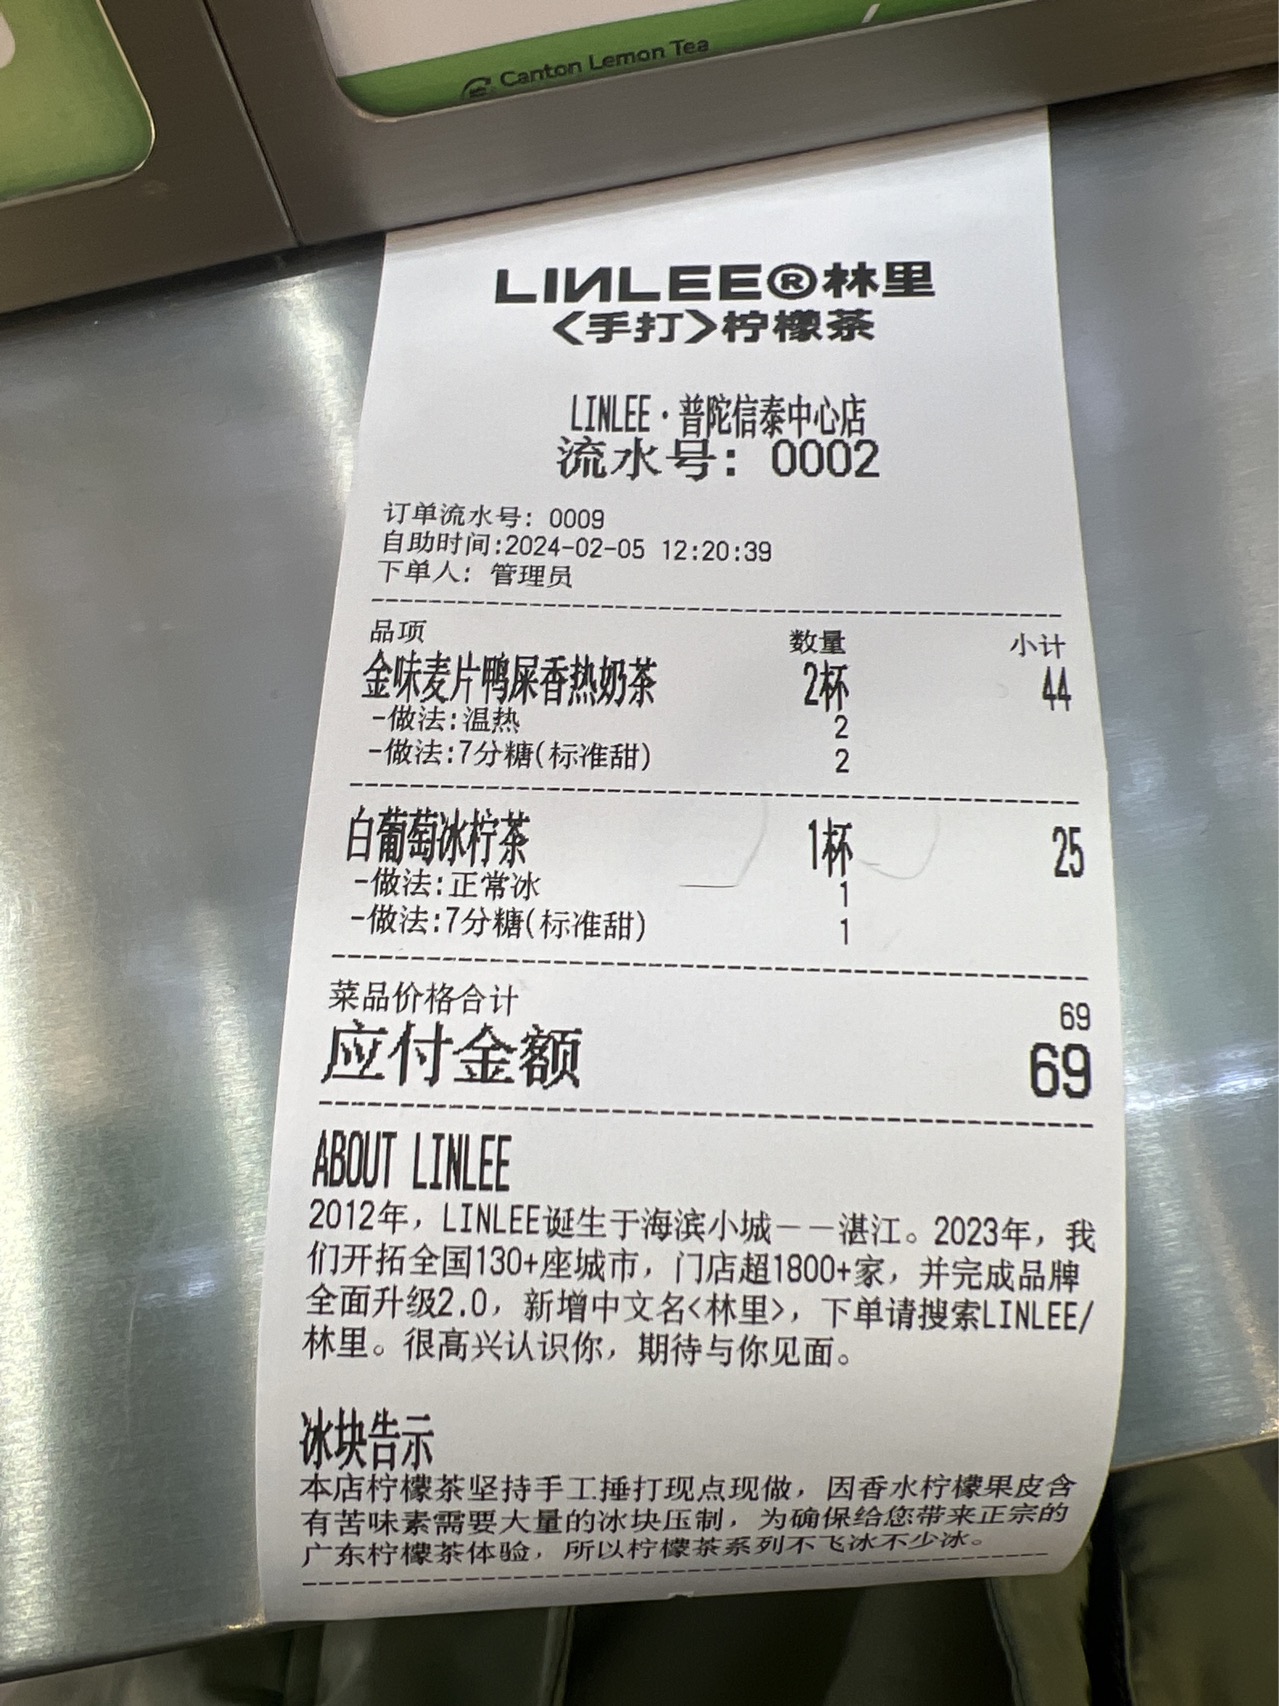 Canton Lemon Tea
LINLEE®林里
<手打>柠檬茶
LINLEE·普陀信泰中心店
流水号: 0002
订单流水号: 0009
自助时间:2024-02-05 12:20:39
下单人: 管理员
品项 数量 小计
金味麦片鸭屎香热奶茶 2杯 44
-做法:温热 2
-做法:7分糖(标准甜) 2
白葡萄冰柠茶 1杯 25
-做法:正常冰 1
-做法:7分糖(标准甜) 1
菜品价格合计 69
应付金额 69
ABOUT LINLEE
2012年，LINLEE诞生于海滨小城——湛江。2023年，我
们开拓全国130+座城市，门店超1800+家，并完成品牌
全面升级2.0，新增中文名<林里>，下单请搜索LINLEE/
林里。很高兴认识你，期待与你见面。
冰块告示
本店柠檬茶坚持手工捶打现点现做，因香水柠檬果皮含
有苦味素需要大量的冰块压制，为确保给您带来正宗的
广东柠檬茶体验，所以柠檬茶系列不飞冰不少冰。